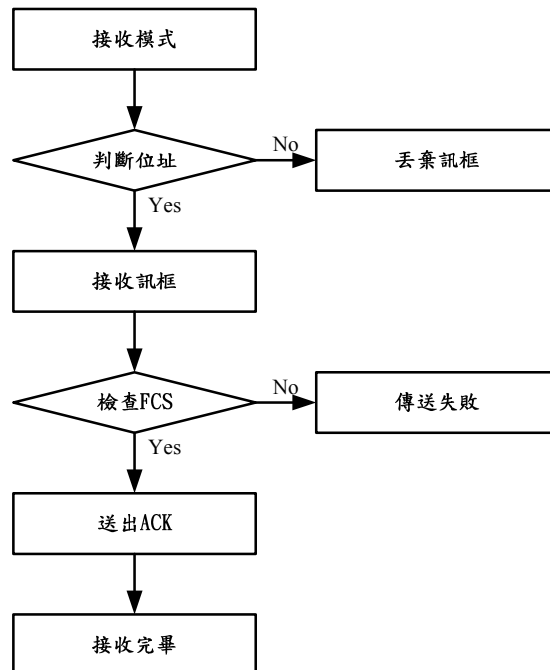 接收模式
判斷位址
No
丟棄訊框
Yes
接收訊框
檢查FCS
No
傳送失敗
Yes
送出ACK
接收完畢